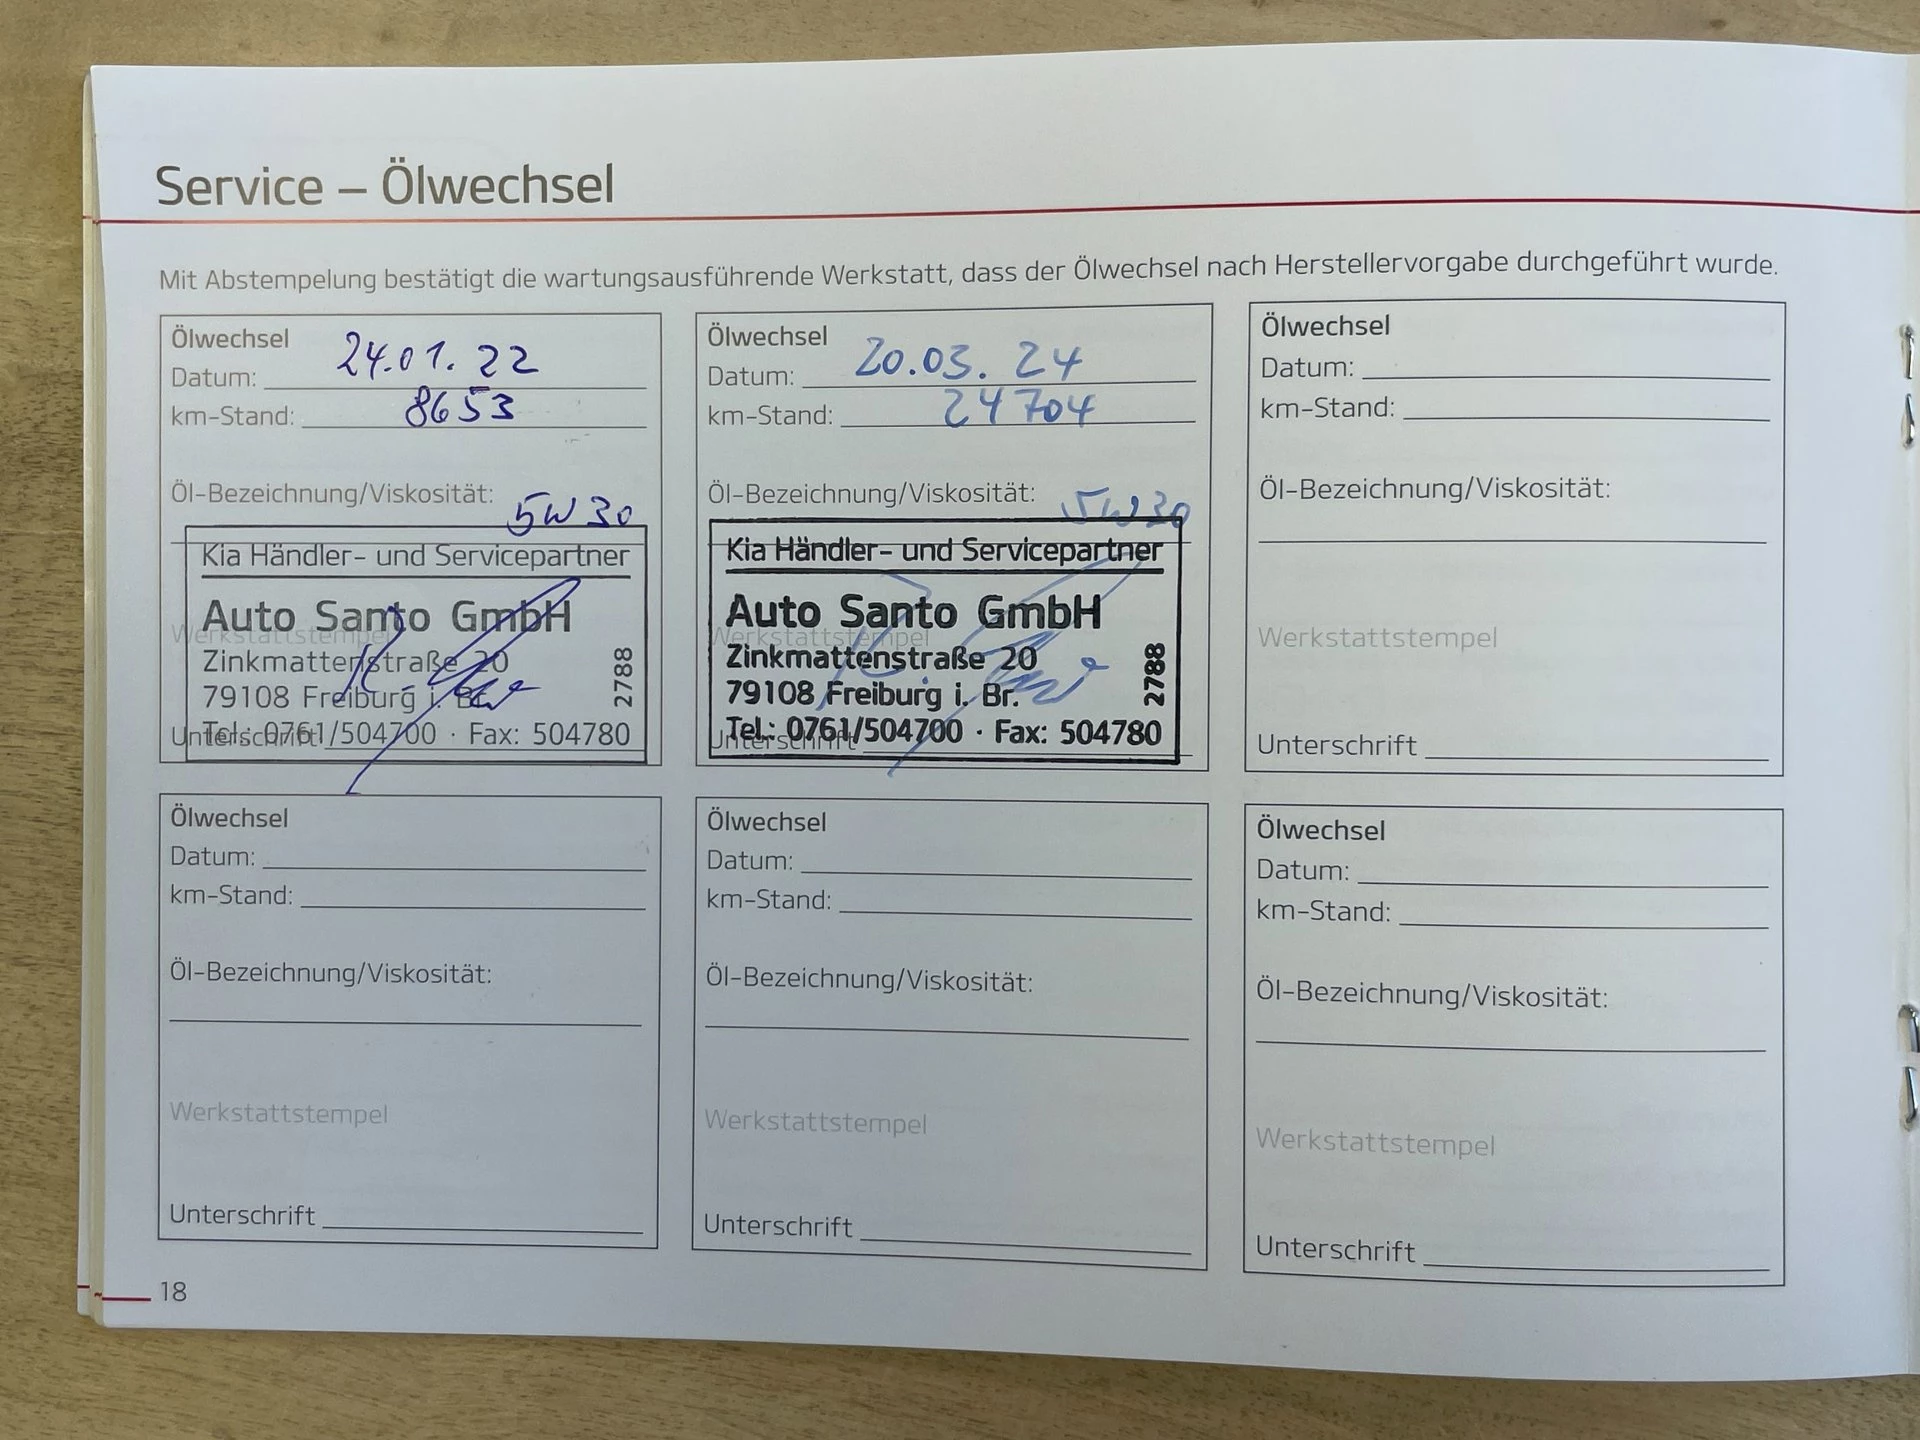 Service – Ölwechsel
Mit Abstempelung bestätigt die wartungsausführende Werkstatt, dass der Ölwechsel nach Herstellervorgabe durchgeführt wurde.
Ölwechsel
Datum: 24.01.22
km-Stand: 8653
Öl-Bezeichnung/Viskosität:
5W30
Kia Händler- und Servicepartner
Auto Santo GmbH
Werkstattstempel
Zinkmattenstraße 20
79108 Freiburg i. Br.
2788
Tel.: 0761/504700 · Fax: 504780
Unterschrift
Ölwechsel
Datum: 20.03.24
km-Stand: 24704
Öl-Bezeichnung/Viskosität:
5W30
Kia Händler- und Servicepartner
Auto Santo GmbH
Werkstattstempel
Zinkmattenstraße 20
79108 Freiburg i. Br.
2788
Tel.: 0761/504700 · Fax: 504780
Unterschrift
Ölwechsel
Datum:
km-Stand:
Öl-Bezeichnung/Viskosität:
Werkstattstempel
Unterschrift
Ölwechsel
Datum:
km-Stand:
Öl-Bezeichnung/Viskosität:
Werkstattstempel
Unterschrift
Ölwechsel
Datum:
km-Stand:
Öl-Bezeichnung/Viskosität:
Werkstattstempel
Unterschrift
Ölwechsel
Datum:
km-Stand:
Öl-Bezeichnung/Viskosität:
Werkstattstempel
Unterschrift
18